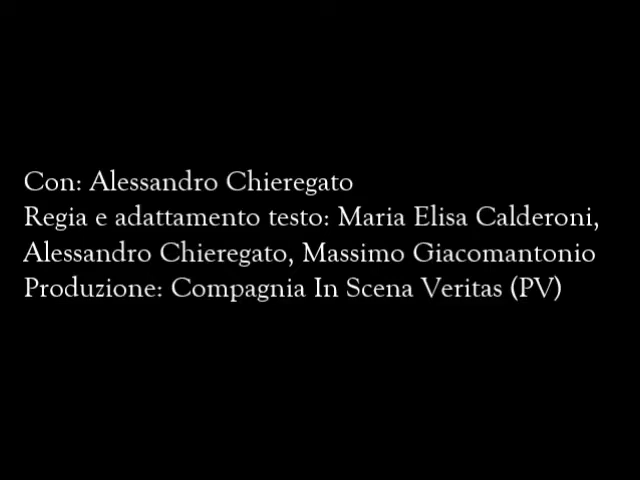 Con: Alessandro Chieregato
Regia e adattamento testo: Maria Elisa Calderoni,
Alessandro Chieregato, Massimo Giacomantonio
Produzione: Compagnia In Scena Veritas (PV)